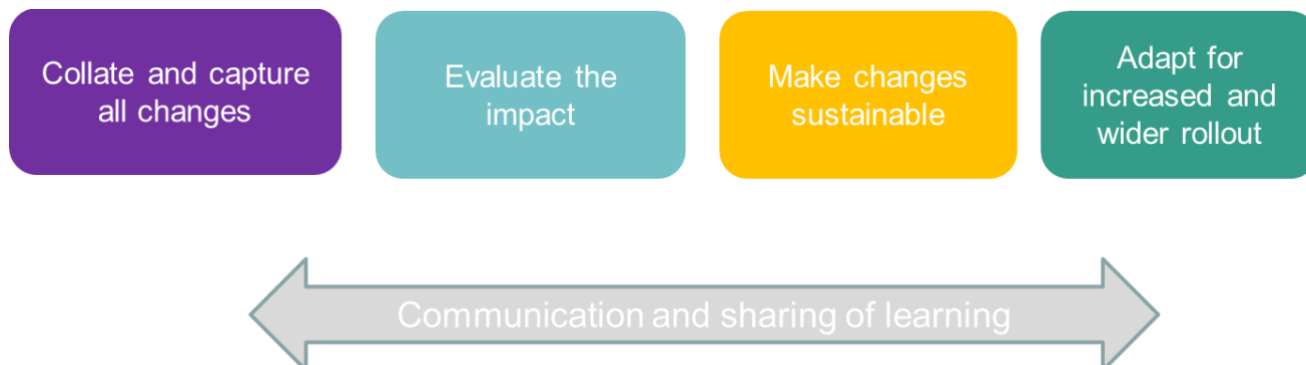 Collate and capture
all changes
Evaluate the
impact
Make changes
sustainable
Adapt for
increased and
wider rollout
Communication and sharing of learning